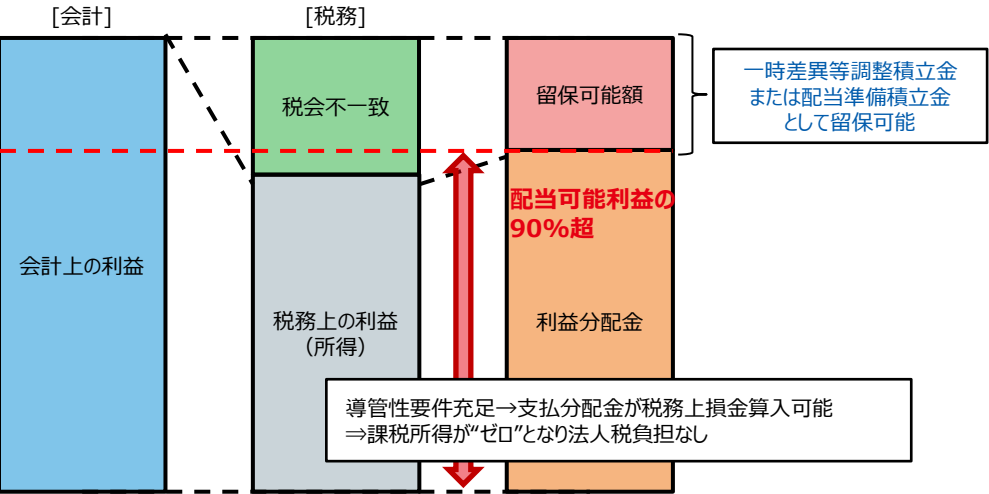 [会計]
[税務]
税会不一致
留保可能額
一時差異等調整積立金
または配当準備積立金
として留保可能
配当可能利益の
90%超
会計上の利益
税務上の利益
（所得）
利益分配金
導管性要件充足→支払分配金が税務上損金算入可能
⇒課税所得が“ゼロ”となり法人税負担なし